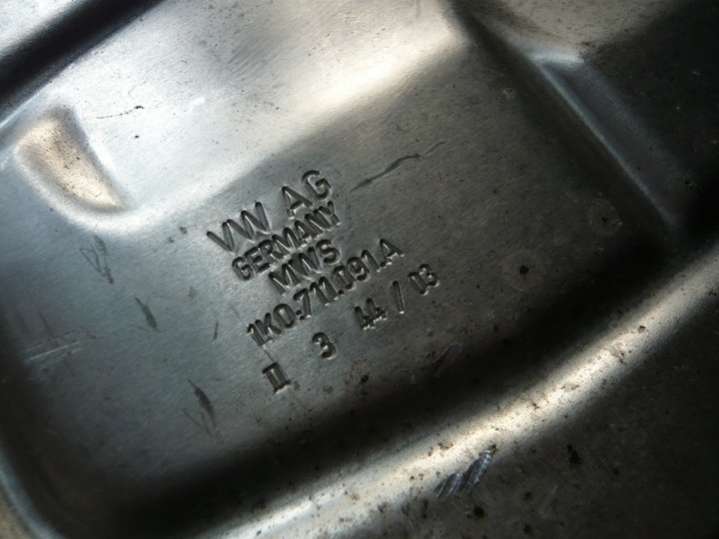 VW AG
GERMANY
MWS
1K0.711.091.A
II 3 44 / 03